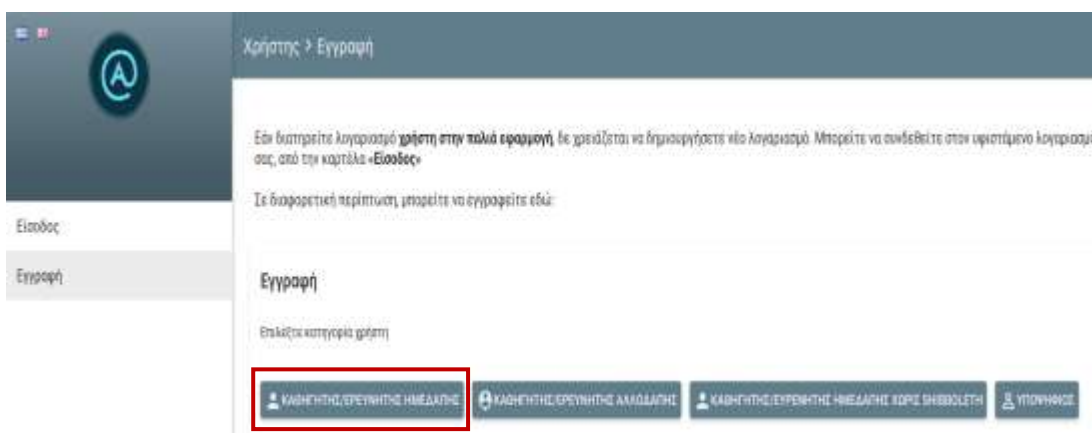 Χρήστης > Εγγραφή
Εάν διατηρείτε λογαριασμό χρήστη στην παλιά εφαρμογή, δε χρειάζεται να δημιουργήσετε νέο λογαριασμό. Μπορείτε να συνδεθείτε στον υφιστάμενο λογαριασμό
σας, από την καρτέλα «Είσοδος»
Σε διαφορετική περίπτωση, μπορείτε να εγγραφείτε εδώ:
Είσοδος
Εγγραφή
Εγγραφή
Επιλέξτε κατηγορία χρήστη
ΚΑΘΗΓΗΤΗΣ/ΕΡΕΥΝΗΤΗΣ ΗΜΕΔΑΠΗΣ ΚΑΘΗΓΗΤΗΣ/ΕΡΕΥΝΗΤΗΣ ΑΛΛΟΔΑΠΗΣ ΚΑΘΗΓΗΤΗΣ/ΕΥΡΕΝΗΤΗΣ ΗΜΕΔΑΠΗΣ ΧΩΡΙΣ SHIBBOLETH ΥΠΟΨΗΦΙΟΣ